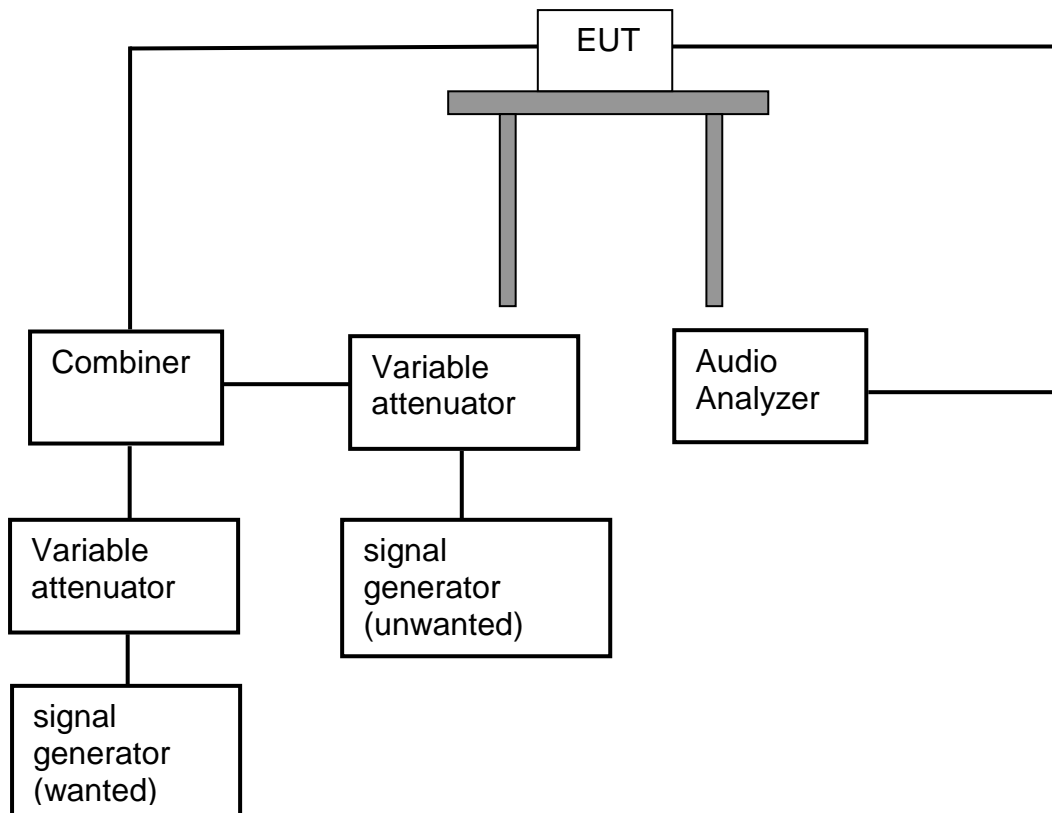 EUT
Combiner
Variable
attenuator
Audio
Analyzer
Variable
attenuator
signal
generator
(unwanted)
signal
generator
(wanted)